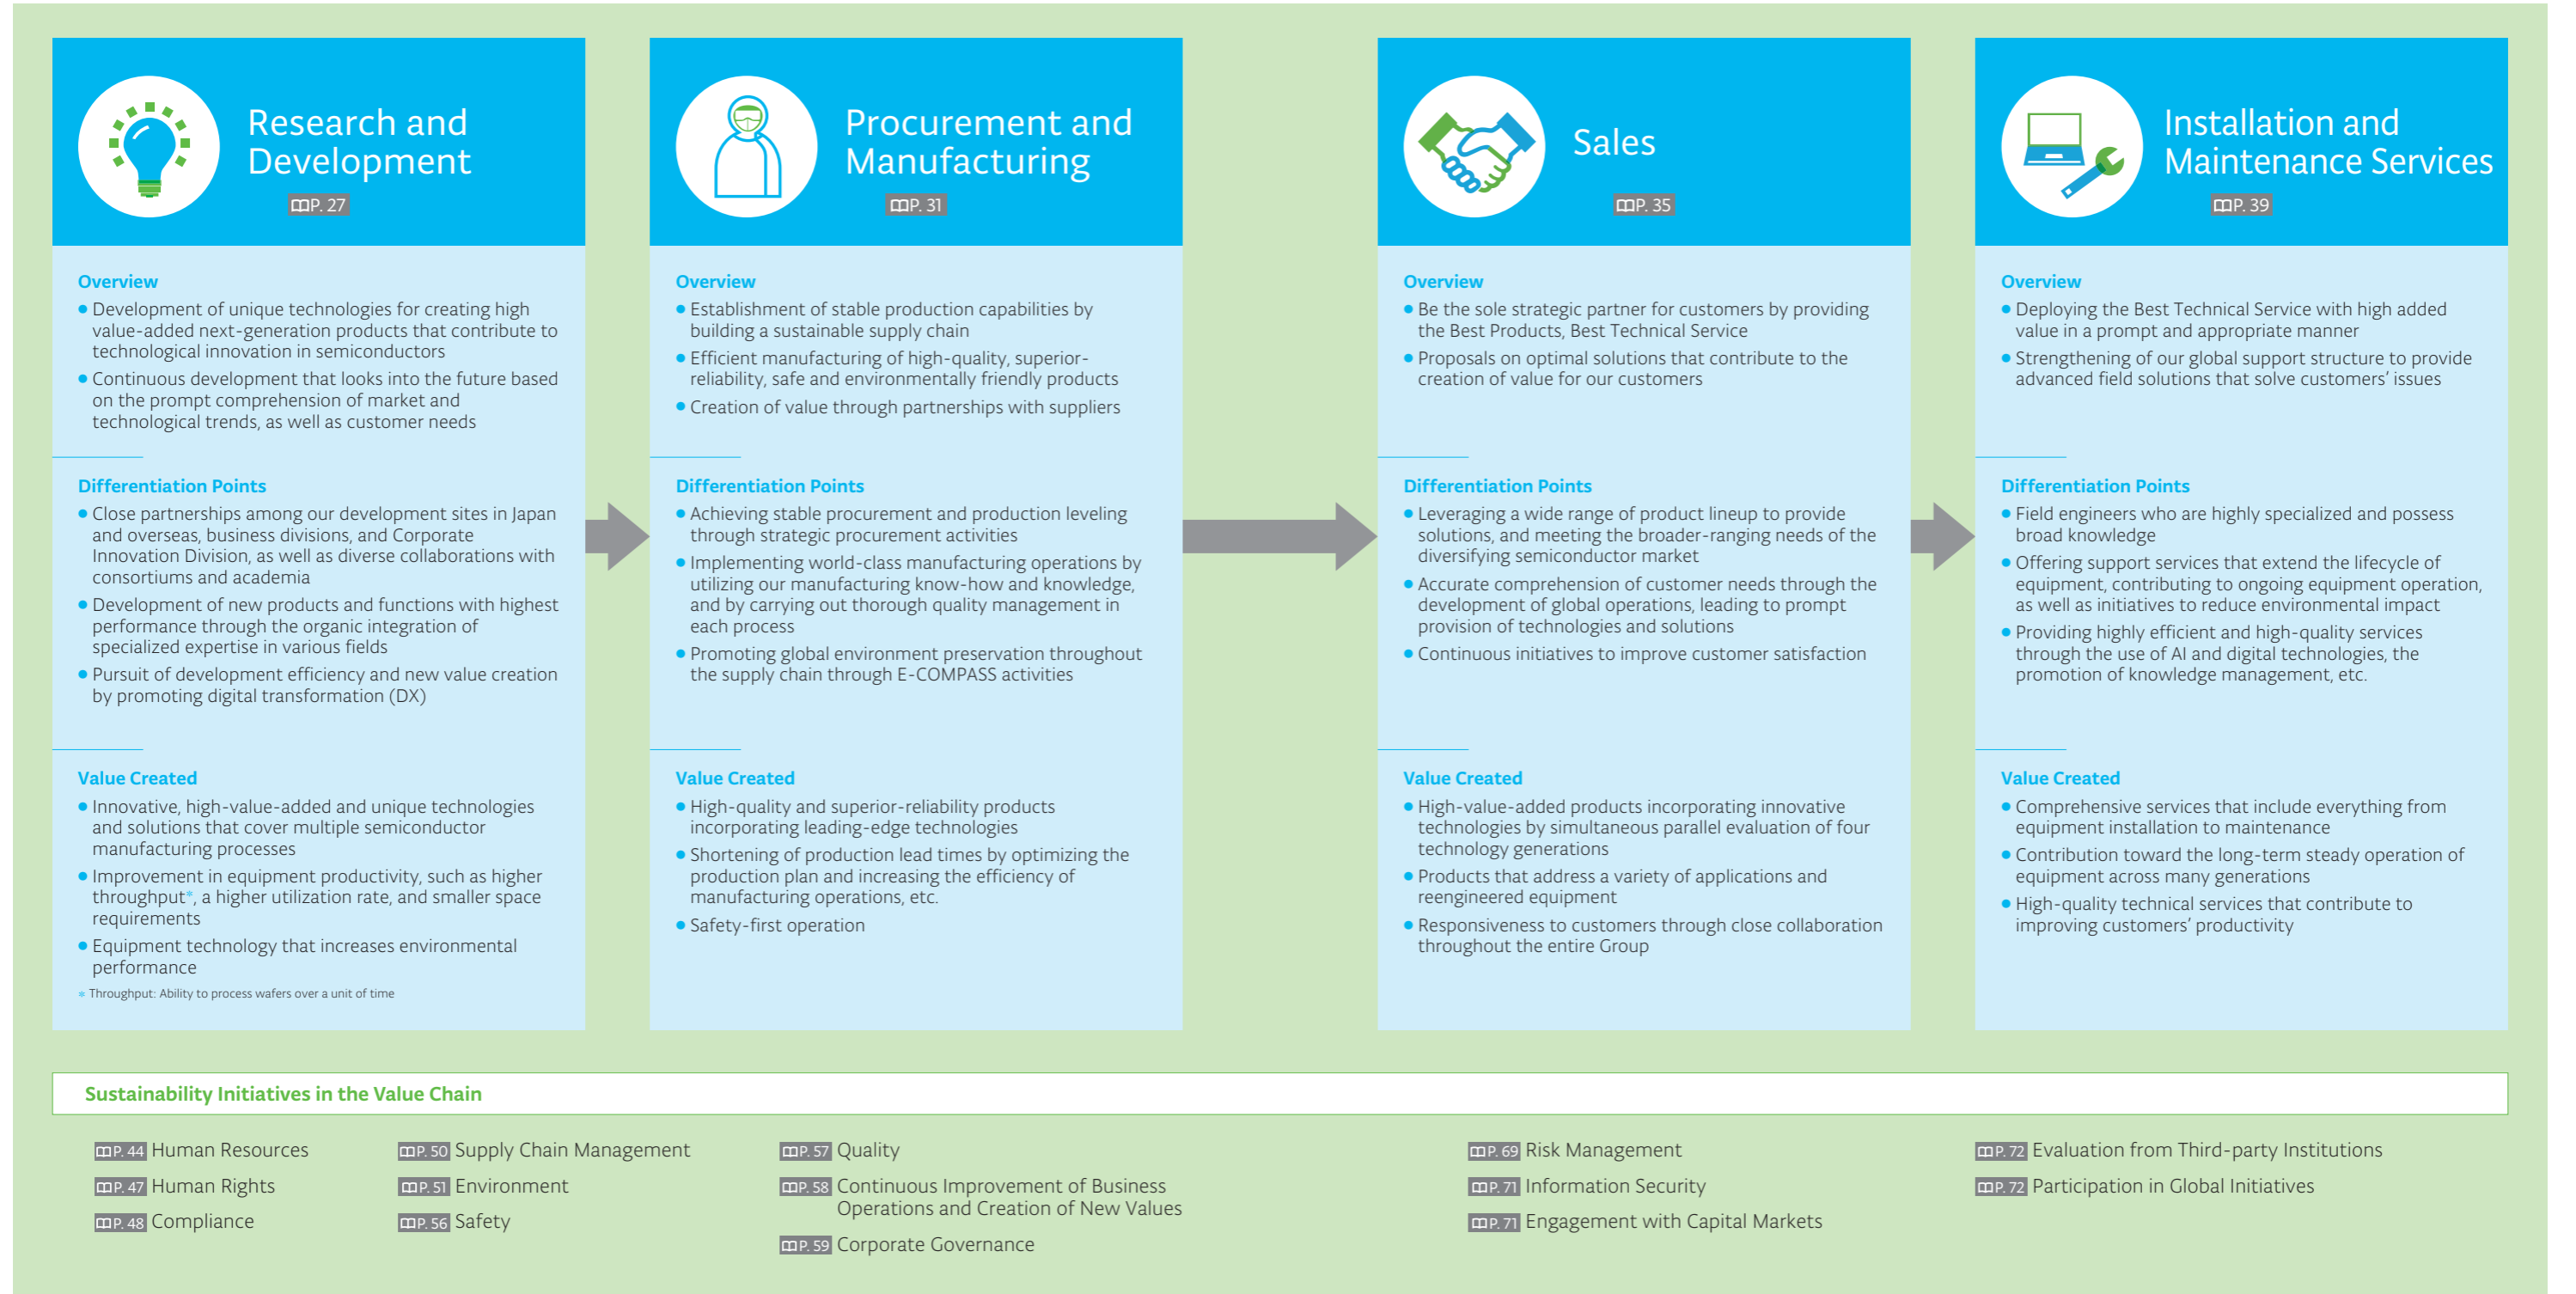 Research and
Development
P. 27
Overview
● Development of unique technologies for creating high
value-added next-generation products that contribute to
technological innovation in semiconductors
● Continuous development that looks into the future based
on the prompt comprehension of market and
technological trends, as well as customer needs
Differentiation Points
● Close partnerships among our development sites in Japan
and overseas, business divisions, and Corporate
Innovation Division, as well as diverse collaborations with
consortiums and academia
● Development of new products and functions with highest
performance through the organic integration of
specialized expertise in various fields
● Pursuit of development efficiency and new value creation
by promoting digital transformation (DX)
Value Created
● Innovative, high-value-added and unique technologies
and solutions that cover multiple semiconductor
manufacturing processes
● Improvement in equipment productivity, such as higher
throughput*, a higher utilization rate, and smaller space
requirements
● Equipment technology that increases environmental
performance
* Throughput: Ability to process wafers over a unit of time
Procurement and
Manufacturing
P. 31
Overview
● Establishment of stable production capabilities by
building a sustainable supply chain
● Efficient manufacturing of high-quality, superior-
reliability, safe and environmentally friendly products
● Creation of value through partnerships with suppliers
Differentiation Points
● Achieving stable procurement and production leveling
through strategic procurement activities
● Implementing world-class manufacturing operations by
utilizing our manufacturing know-how and knowledge,
and by carrying out thorough quality management in
each process
● Promoting global environment preservation throughout
the supply chain through E-COMPASS activities
Value Created
● High-quality and superior-reliability products
incorporating leading-edge technologies
● Shortening of production lead times by optimizing the
production plan and increasing the efficiency of
manufacturing operations, etc.
● Safety-first operation
Sales
P. 35
Overview
● Be the sole strategic partner for customers by providing
the Best Products, Best Technical Service
● Proposals on optimal solutions that contribute to the
creation of value for our customers
Differentiation Points
● Leveraging a wide range of product lineup to provide
solutions, and meeting the broader-ranging needs of the
diversifying semiconductor market
● Accurate comprehension of customer needs through the
development of global operations, leading to prompt
provision of technologies and solutions
● Continuous initiatives to improve customer satisfaction
Value Created
● High-value-added products incorporating innovative
technologies by simultaneous parallel evaluation of four
technology generations
● Products that address a variety of applications and
reengineered equipment
● Responsiveness to customers through close collaboration
throughout the entire Group
Installation and
Maintenance Services
P. 39
Overview
● Deploying the Best Technical Service with high added
value in a prompt and appropriate manner
● Strengthening of our global support structure to provide
advanced field solutions that solve customers’ issues
Differentiation Points
● Field engineers who are highly specialized and possess
broad knowledge
● Offering support services that extend the lifecycle of
equipment, contributing to ongoing equipment operation,
as well as initiatives to reduce environmental impact
● Providing highly efficient and high-quality services
through the use of AI and digital technologies, the
promotion of knowledge management, etc.
Value Created
● Comprehensive services that include everything from
equipment installation to maintenance
● Contribution toward the long-term steady operation of
equipment across many generations
● High-quality technical services that contribute to
improving customers’ productivity
Sustainability Initiatives in the Value Chain
P. 44 Human Resources
P. 47 Human Rights
P. 48 Compliance
P. 50 Supply Chain Management
P. 51 Environment
P. 56 Safety
P. 57 Quality
P. 58 Continuous Improvement of Business
Operations and Creation of New Values
P. 59 Corporate Governance
P. 69 Risk Management
P. 71 Information Security
P. 71 Engagement with Capital Markets
P. 72 Evaluation from Third-party Institutions
P. 72 Participation in Global Initiatives